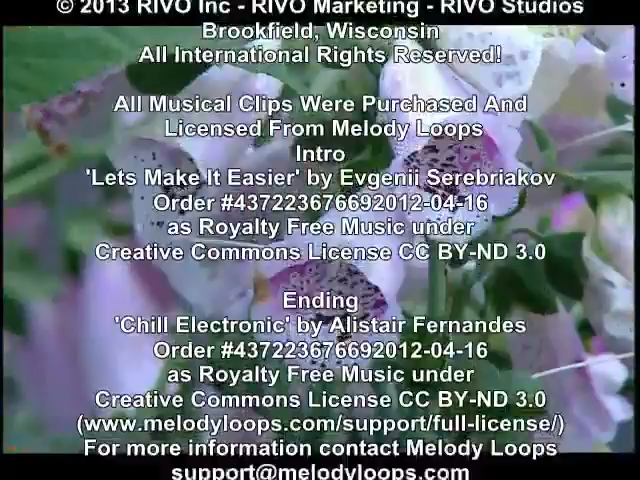 © 2013 RIVO Inc - RIVO Marketing - RIVO Studios
Brookfield, Wisconsin
All International Rights Reserved!
All Musical Clips Were Purchased And
Licensed From Melody Loops
Intro
'Lets Make It Easier' by Evgenii Serebriakov
Order #437223676692012-04-16
as Royalty Free Music under
Creative Commons License CC BY-ND 3.0
Ending
'Chill Electronic' by Alistair Fernandes
Order #437223676692012-04-16
as Royalty Free Music under
Creative Commons License CC BY-ND 3.0
(www.melodyloops.com/support/full-license/)
For more information contact Melody Loops
support@melodyloops.com